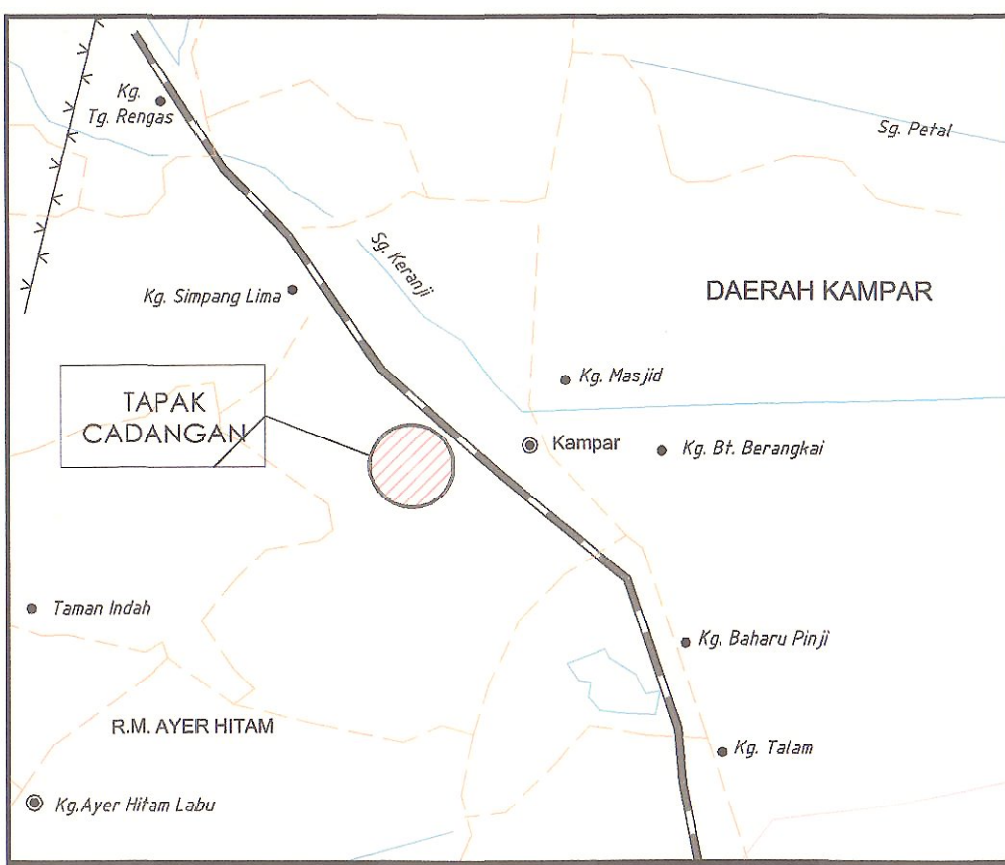 Kg.
Tg. Rengas
Sg. Petal
Sg. Keranji
Kg. Simpang Lima
DAERAH KAMPAR
TAPAK
CADANGAN
Kg. Masjid
Kampar
Kg. Bt. Berangkai
Taman Indah
Kg. Baharu Pinji
R.M. AYER HITAM
Kg. Talam
Kg.Ayer Hitam Labu